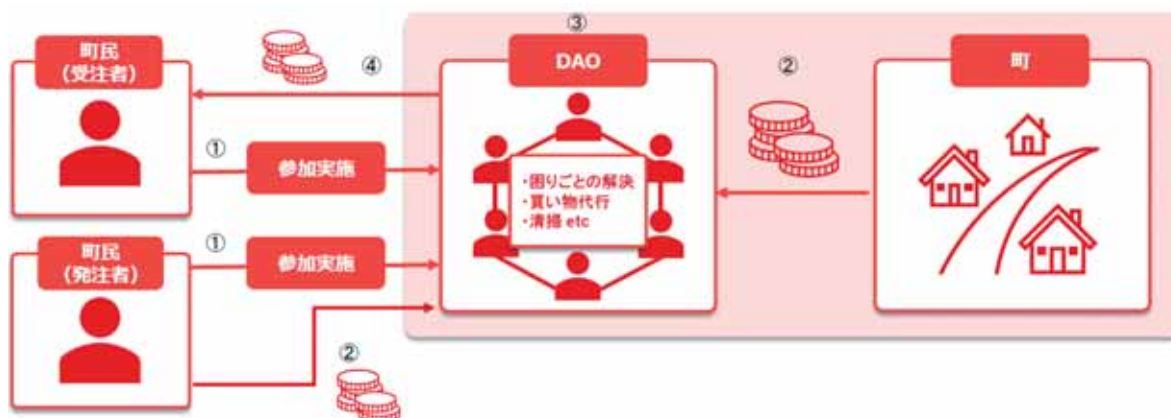 町民
(受注者)
④
①
参加実施
町民
(発注者)
①
参加実施
②
③
DAO
・困りごとの解決
・買い物代行
・清掃 etc
②
町